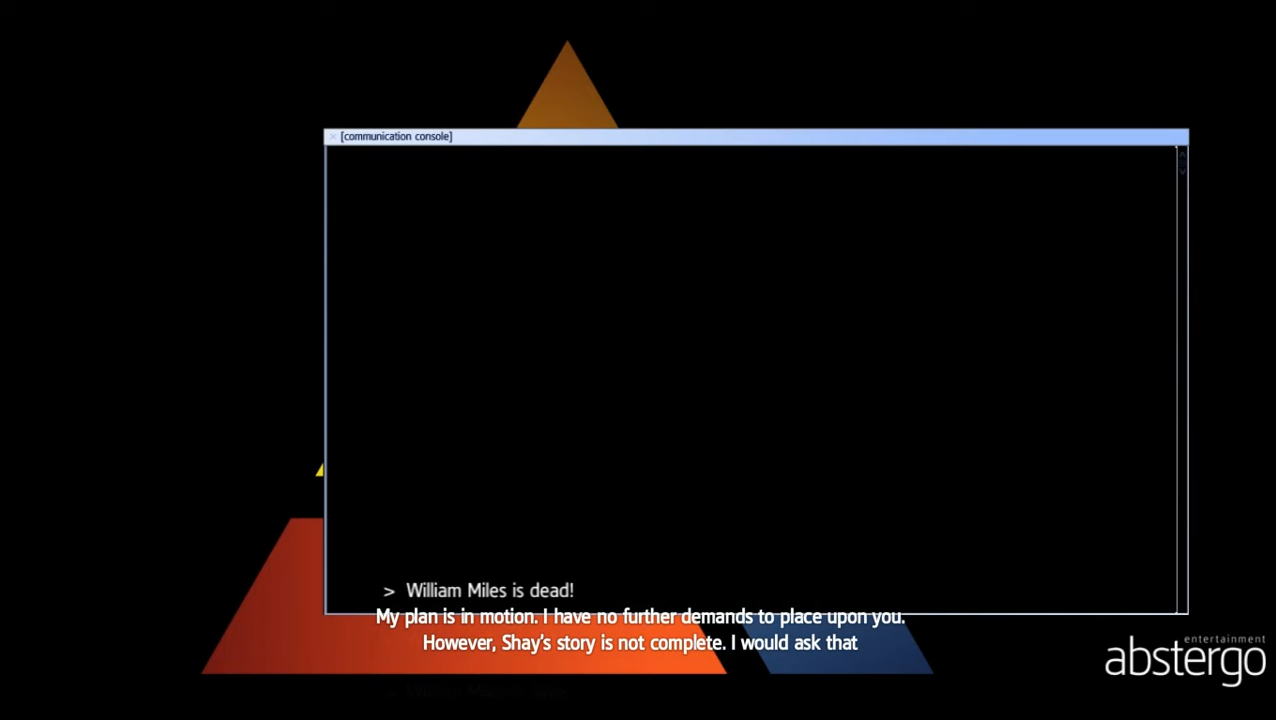 [communication console]
> William Miles is dead!
My plan is in motion. I have no further demands to place upon you.
However, Shay's story is not complete. I would ask that
entertainment
abstergo